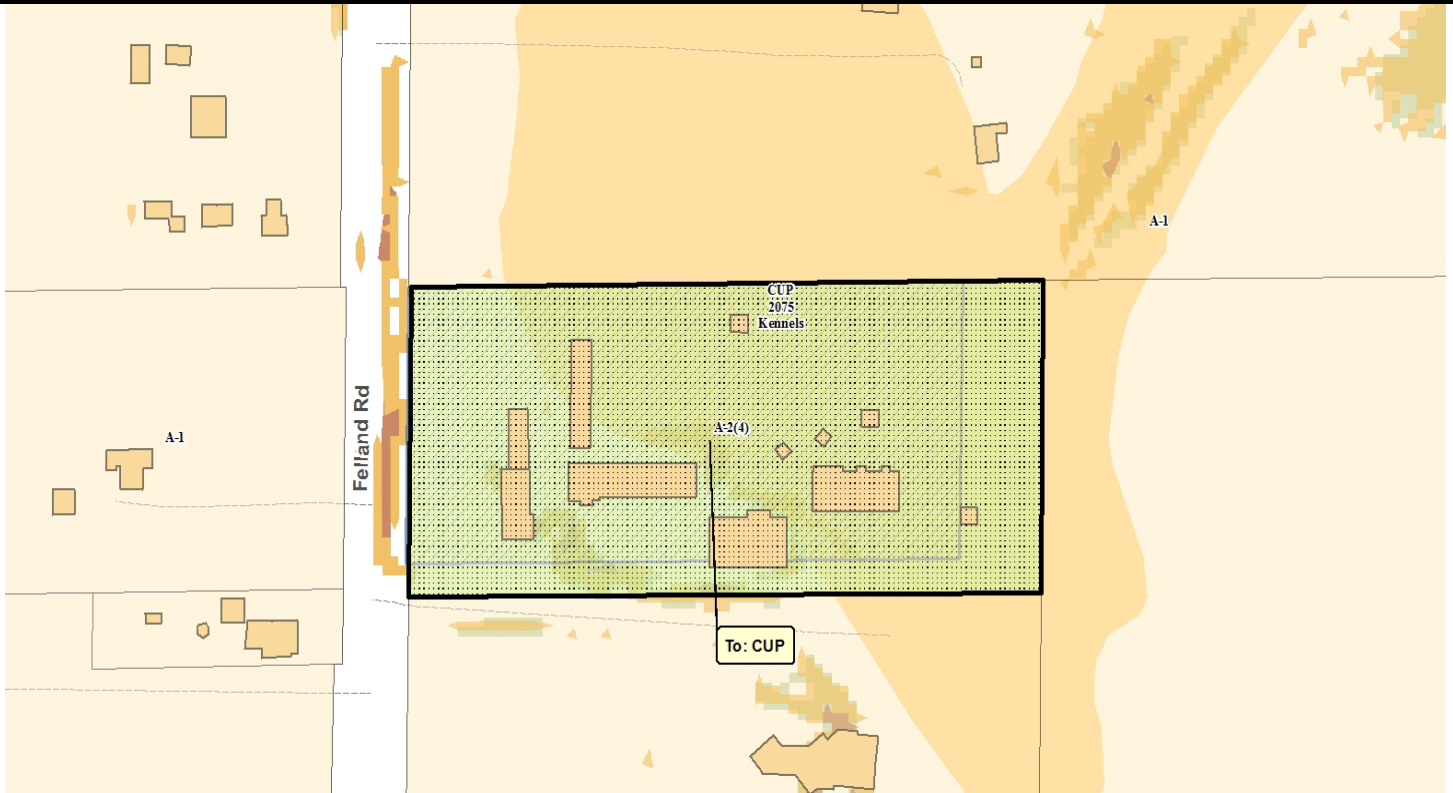 A-1
CUP
2075
Kennels
Felland Rd
A-1
A-2(4)
To: CUP